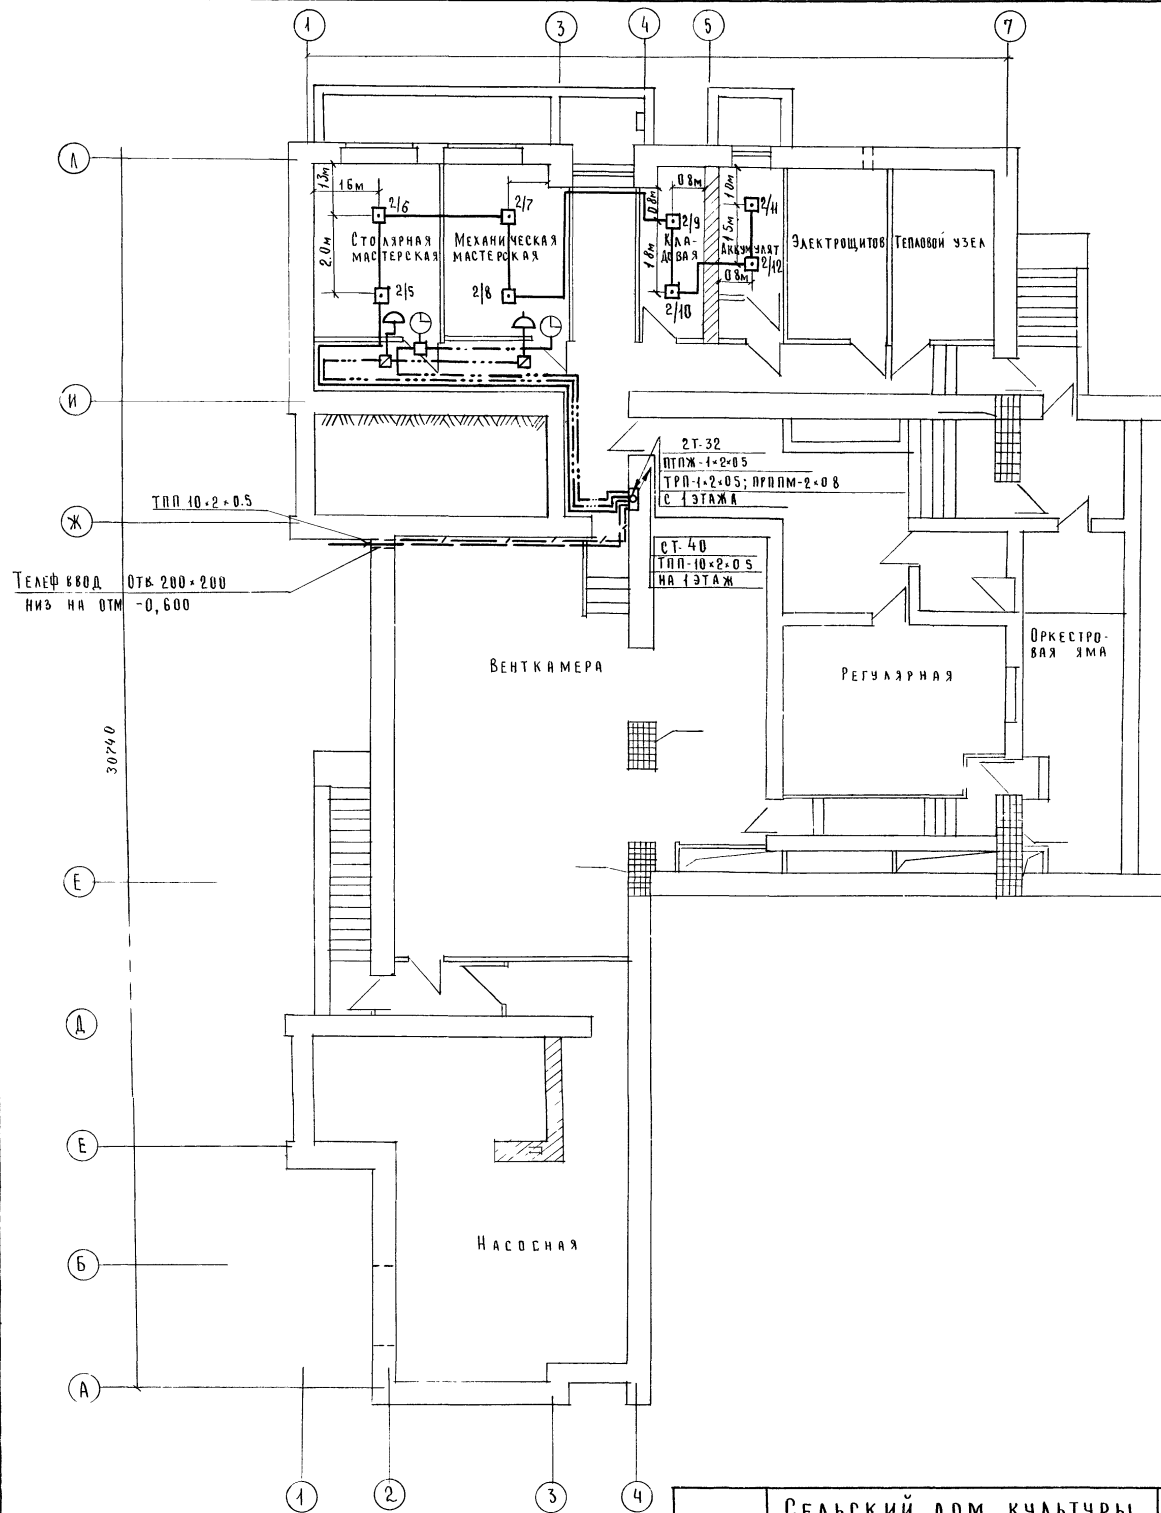 1
3
4
5
7
Л
1.3м
1.6м
2.0м
2/6
2/7
Столярная
мастерская
Механическая
мастерская
2/5
2/8
0.8м
0.8м
1.8м
2/9
Кла-
довая
2/10
1.0м
1.5м
2/11
Аккумулят
2/12
0.8м
Электрощитов
Тепловой узел
И
2Т-32
ПТПЖ-1×2×0.5
ТРП-1×2×0.5; ПРППМ-2×0.8
с 1 этажа
ТПП 10×2×0.5
Ж
СТ-40
ТПП-10×2×0.5
на 1 этаж
Телеф ввод Отв. 200×200
низ на отм -0,600
Венткамера
Регулярная
Оркестро-
вая яма
30740
Е
Д
Е
Насосная
Б
А
1
2
3
4
Сельский дом культуры